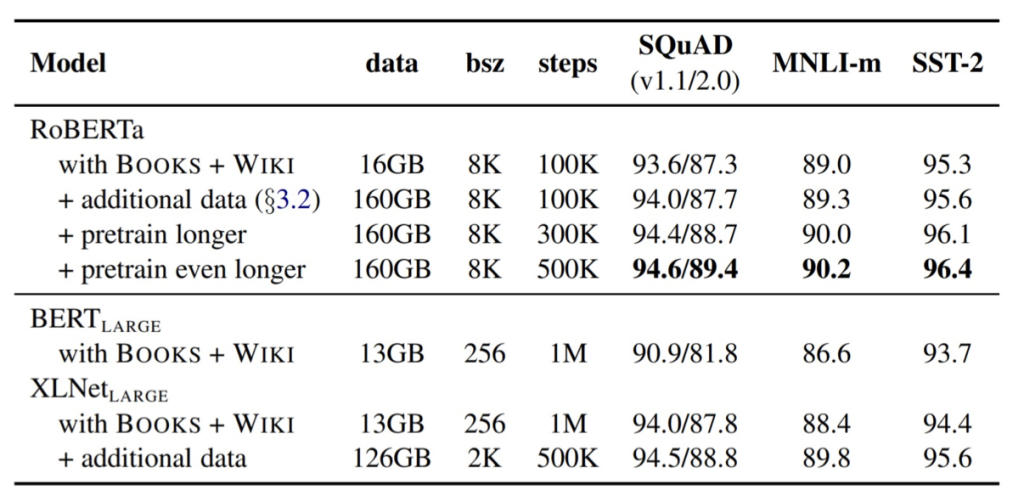 Model data bsz steps SQuAD (v1.1/2.0) MNLI-m SST-2
RoBERTa
with BOOKS + WIKI 16GB 8K 100K 93.6/87.3 89.0 95.3
+ additional data (§3.2) 160GB 8K 100K 94.0/87.7 89.3 95.6
+ pretrain longer 160GB 8K 300K 94.4/88.7 90.0 96.1
+ pretrain even longer 160GB 8K 500K 94.6/89.4 90.2 96.4
BERTLARGE
with BOOKS + WIKI 13GB 256 1M 90.9/81.8 86.6 93.7
XLNetLARGE
with BOOKS + WIKI 13GB 256 1M 94.0/87.8 88.4 94.4
+ additional data 126GB 2K 500K 94.5/88.8 89.8 95.6